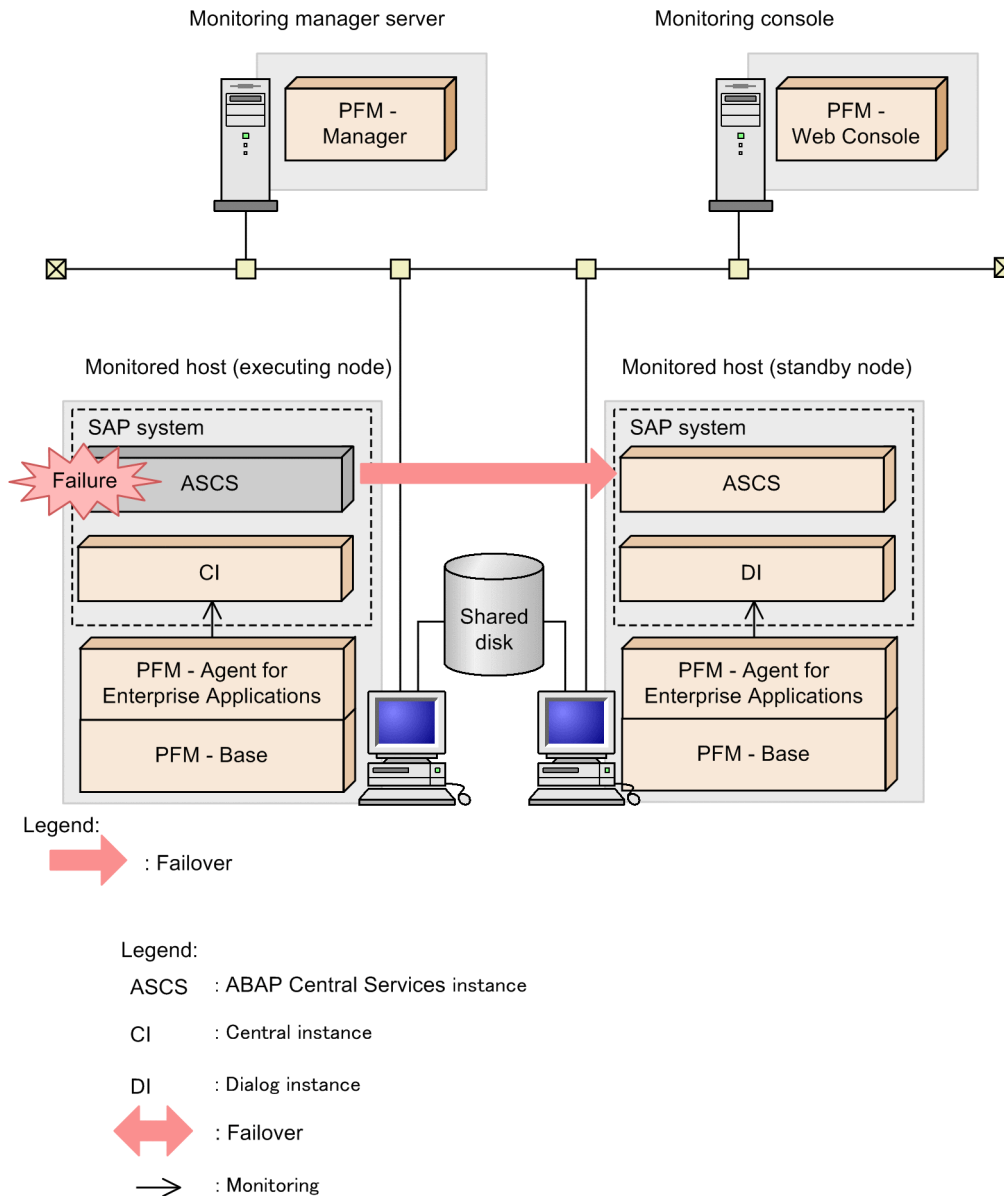 Monitoring manager server
Monitoring console
PFM -
Manager
PFM -
Web Console
Monitored host (executing node)
Monitored host (standby node)
SAP system
Failure
ASCS
CI
PFM - Agent for
Enterprise Applications
PFM - Base
Shared
disk
SAP system
ASCS
DI
PFM - Agent for
Enterprise Applications
PFM - Base
Legend:
: Failover
Legend:
ASCS : ABAP Central Services instance
CI : Central instance
DI : Dialog instance
: Failover
: Monitoring